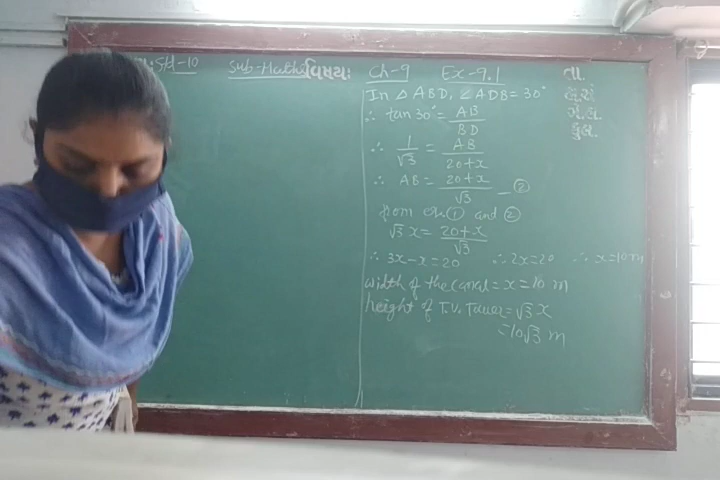 Std-10 Sub-Maths વિષય: Ch-9 Ex-9.1 તા.
In △ ABD, ∠ADB = 30°
∴ tan 30° = AB/BD
∴ 1/√3 = AB/20+x
∴ AB = 20+x/√3 —②
from en.① and ②
√3 x = 20+x/√3
∴ 3x-x=20 ∴ 2x=20 ∴ x=10m
width of the canal = x = 10 m
height of T.V. Tower = √3 x
=10√3 m